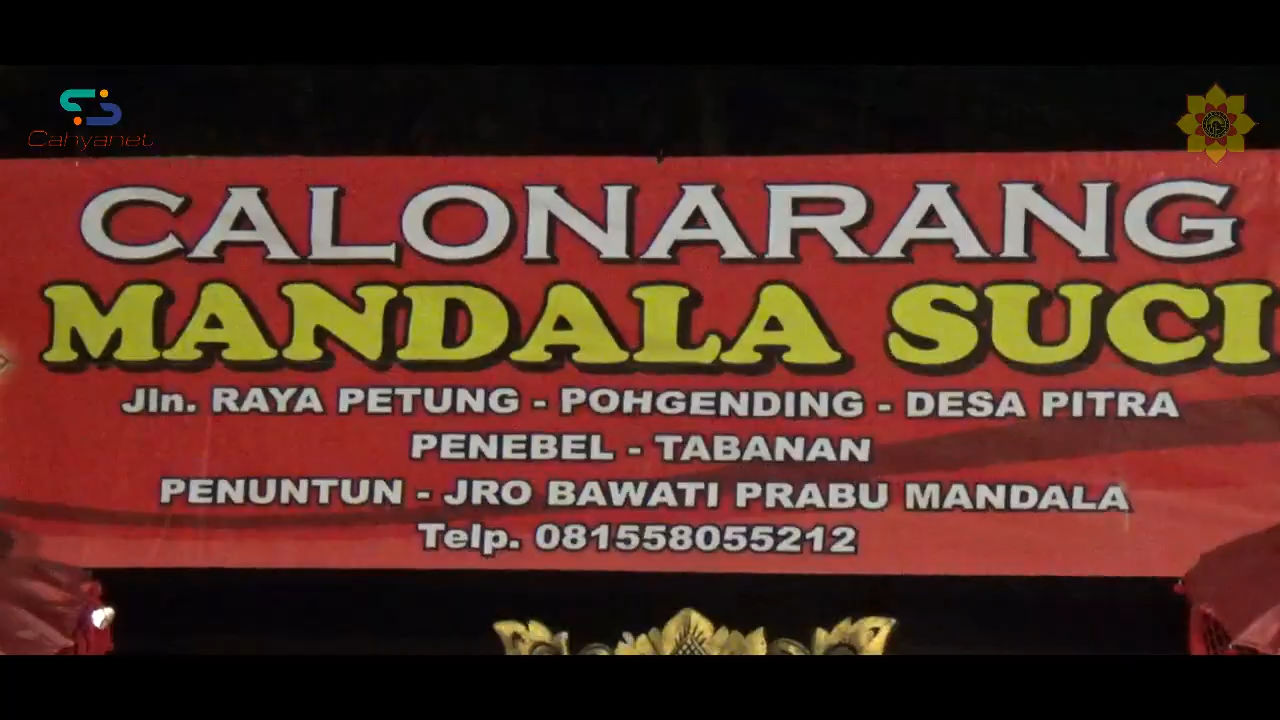 Cahyanet
CALONARANG
MANDALA SUCI
Jln. RAYA PETUNG - POHGENDING - DESA PITRA
PENEBEL - TABANAN
PENUNTUN - JRO BAWATI PRABU MANDALA
Telp. 081558055212